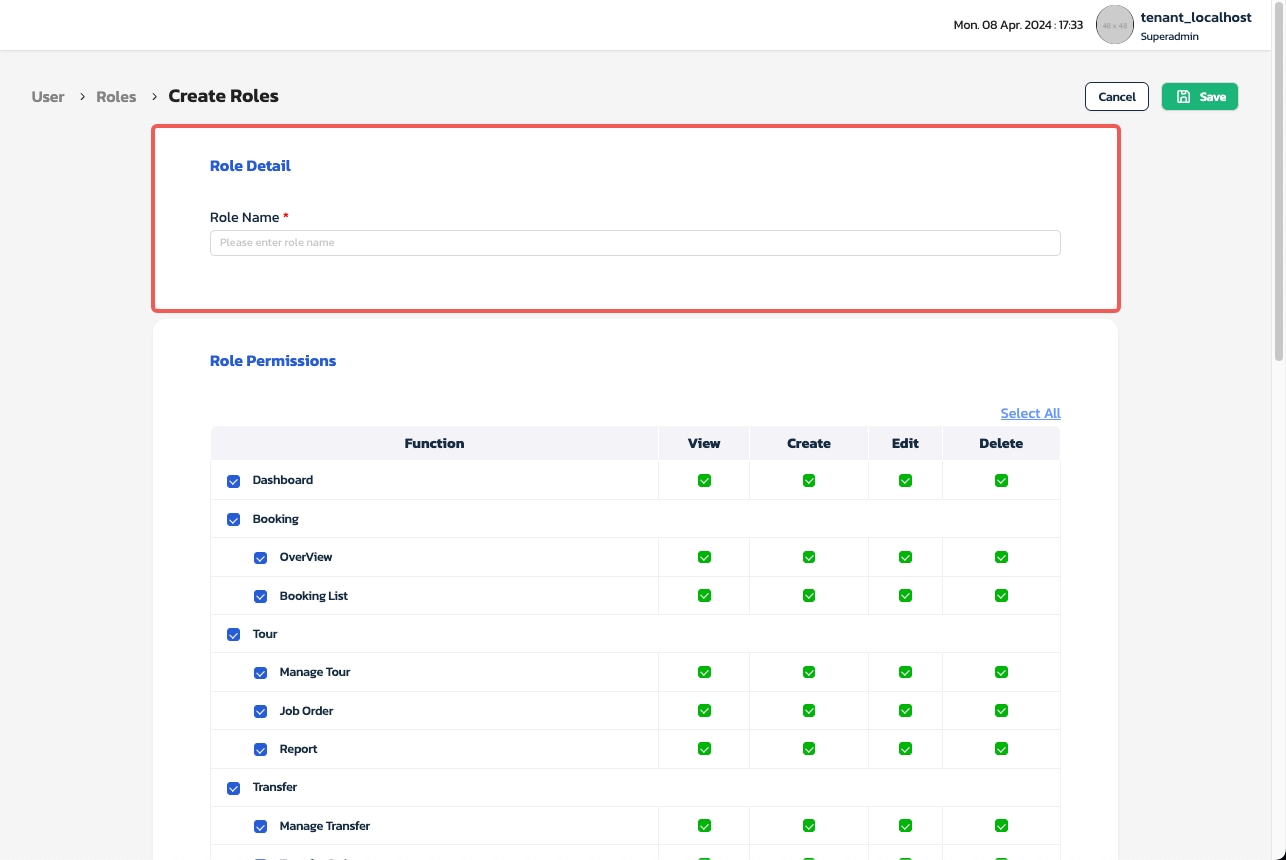 Mon. 08 Apr. 2024 : 17:33
48 x 48
tenant_localhost
Superadmin
User > Roles > Create Roles
Cancel
Save
Role Detail
Role Name *
Please enter role name
Role Permissions
Select All
Function View Create Edit Delete
Dashboard
Booking
OverView
Booking List
Tour
Manage Tour
Job Order
Report
Transfer
Manage Transfer